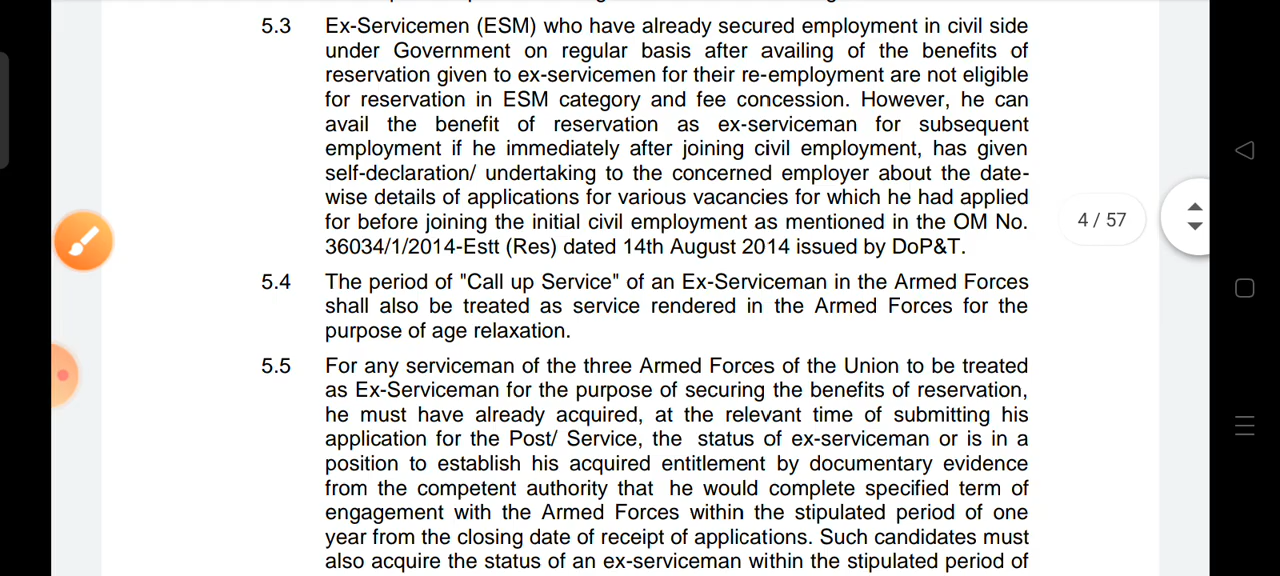 5.3 Ex-Servicemen (ESM) who have already secured employment in civil side
under Government on regular basis after availing of the benefits of
reservation given to ex-servicemen for their re-employment are not eligible
for reservation in ESM category and fee concession. However, he can
avail the benefit of reservation as ex-serviceman for subsequent
employment if he immediately after joining civil employment, has given
self-declaration/ undertaking to the concerned employer about the date-
wise details of applications for various vacancies for which he had applied
for before joining the initial civil employment as mentioned in the OM No.
36034/1/2014-Estt (Res) dated 14th August 2014 issued by DoP&T.
4 / 57
5.4 The period of "Call up Service" of an Ex-Serviceman in the Armed Forces
shall also be treated as service rendered in the Armed Forces for the
purpose of age relaxation.
5.5 For any serviceman of the three Armed Forces of the Union to be treated
as Ex-Serviceman for the purpose of securing the benefits of reservation,
he must have already acquired, at the relevant time of submitting his
application for the Post/ Service, the status of ex-serviceman or is in a
position to establish his acquired entitlement by documentary evidence
from the competent authority that he would complete specified term of
engagement with the Armed Forces within the stipulated period of one
year from the closing date of receipt of applications. Such candidates must
also acquire the status of an ex-serviceman within the stipulated period of